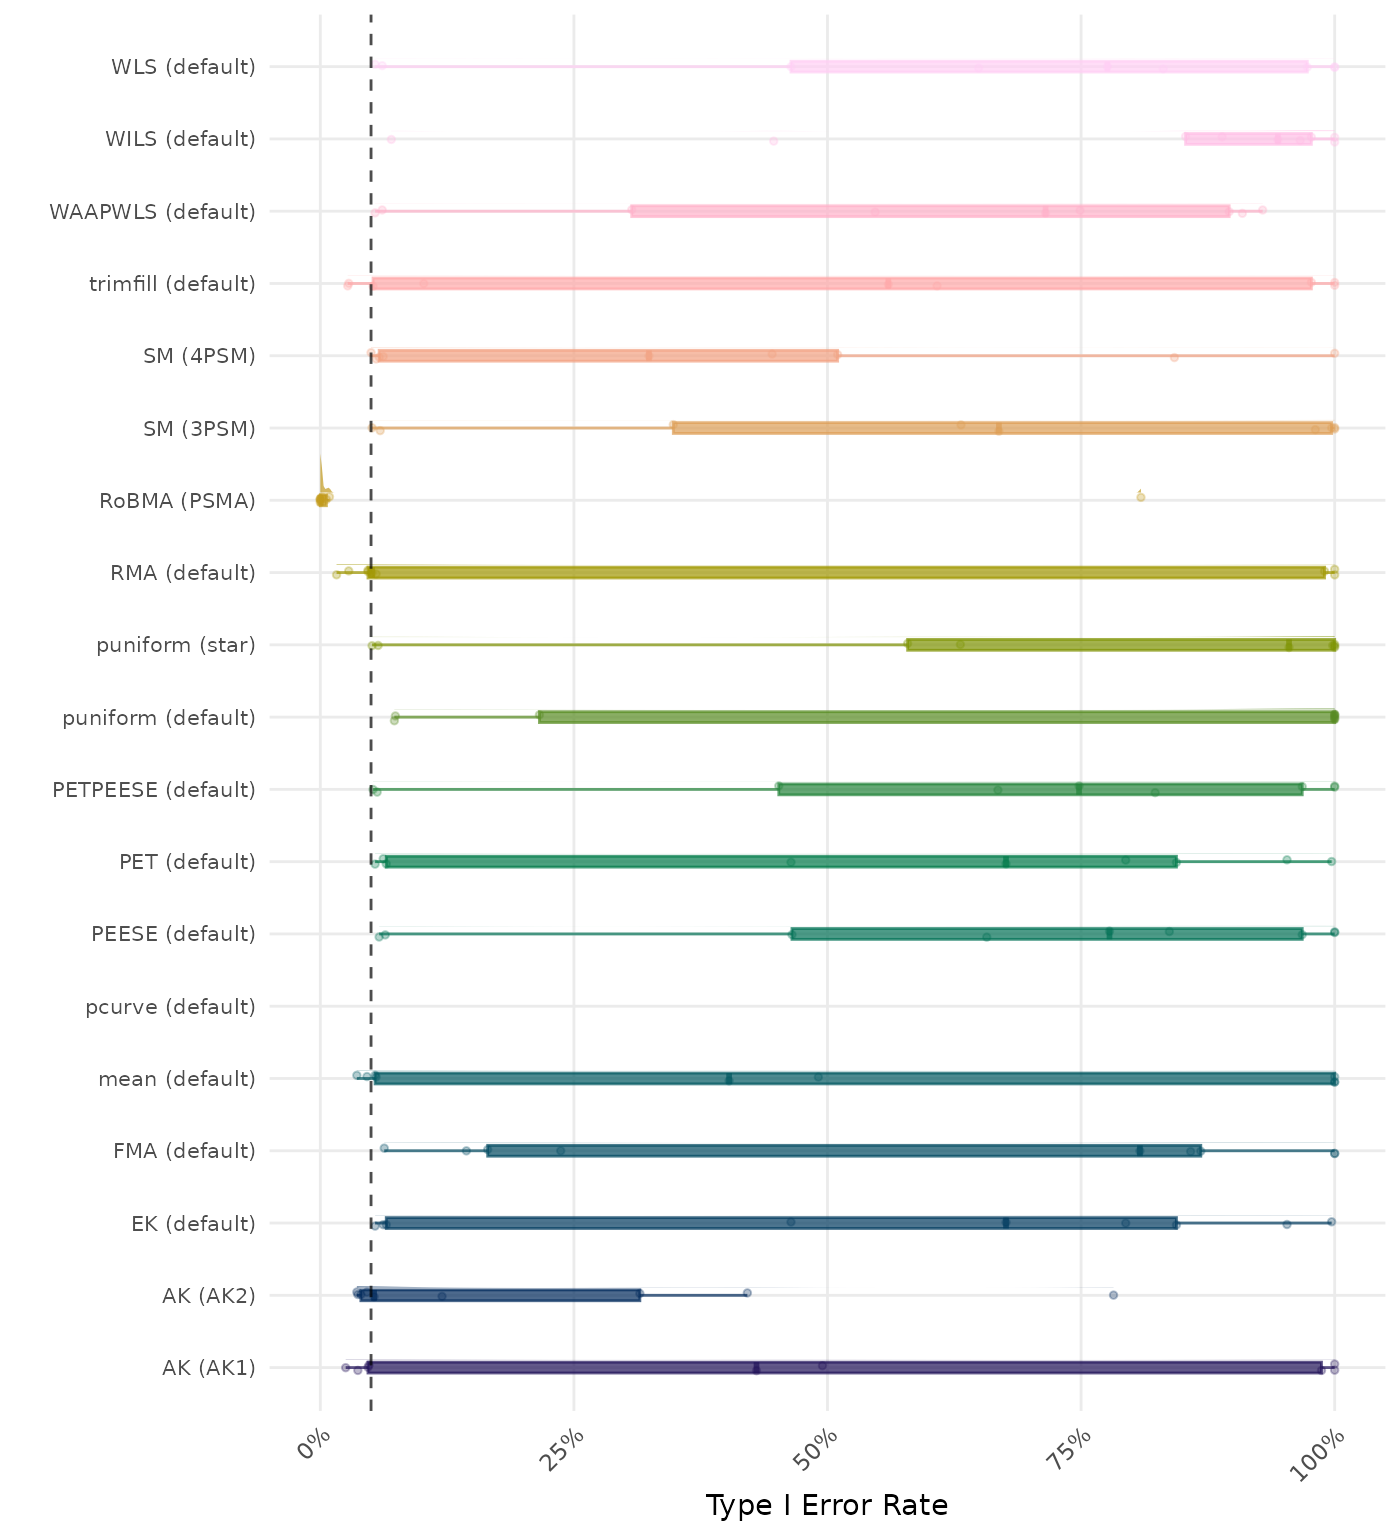 WLS (default)
WILS (default)
WAAPWLS (default)
trimfill (default)
SM (4PSM)
SM (3PSM)
RoBMA (PSMA)
RMA (default)
puniform (star)
puniform (default)
PETPEESE (default)
PET (default)
PEESE (default)
pcurve (default)
mean (default)
FMA (default)
EK (default)
AK (AK2)
AK (AK1)
0% 25% 50% 75% 100%
Type I Error Rate